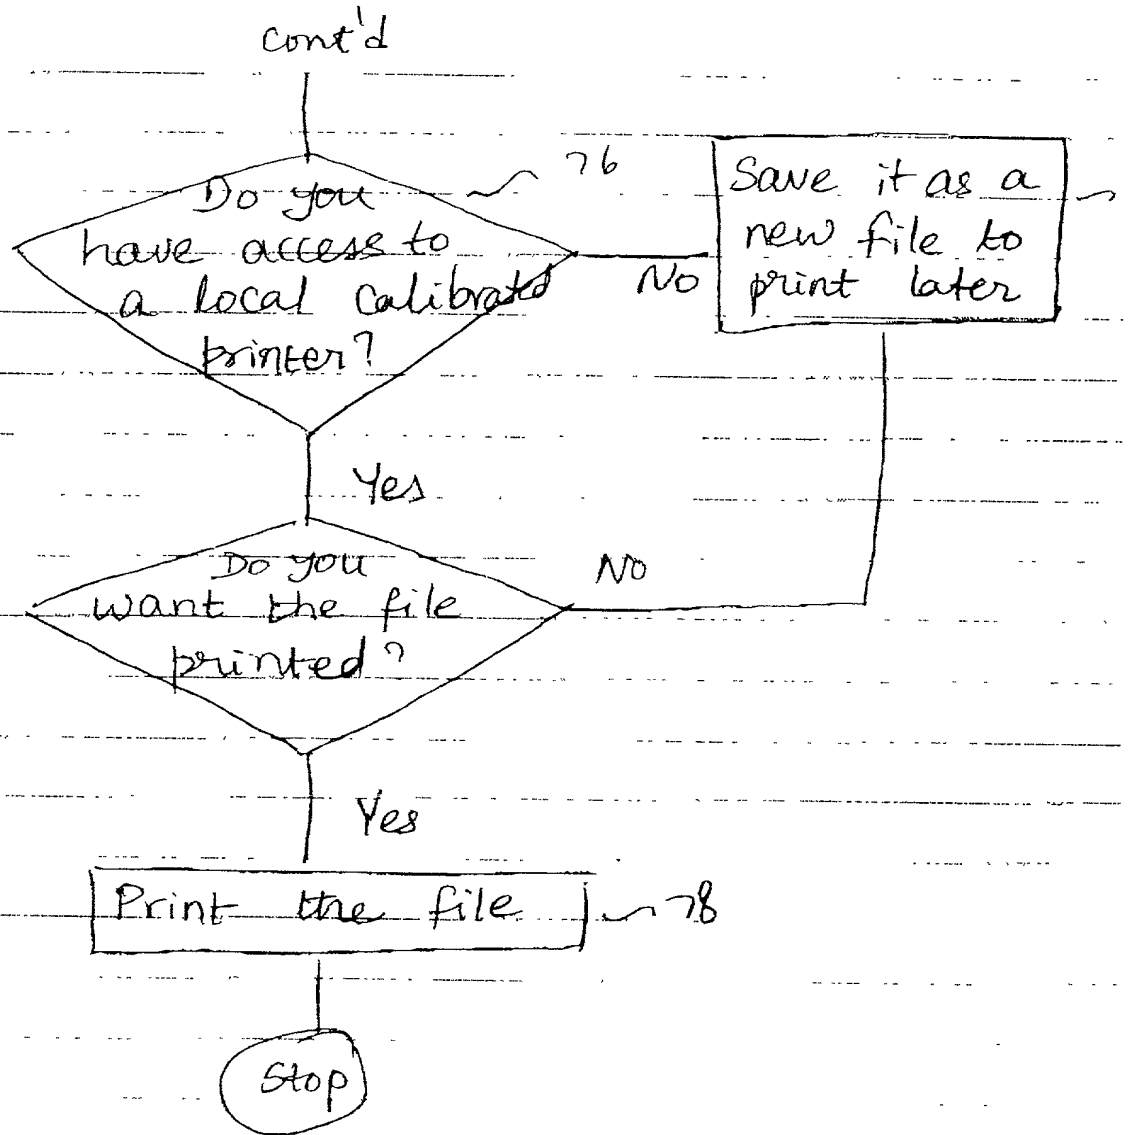 cont'd
76
Do you
have access to
a local calibrated
printer?
No
Save it as a
new file to
print later
Yes
Do you
want the file
printed?
No
Yes
Print the file
78
Stop